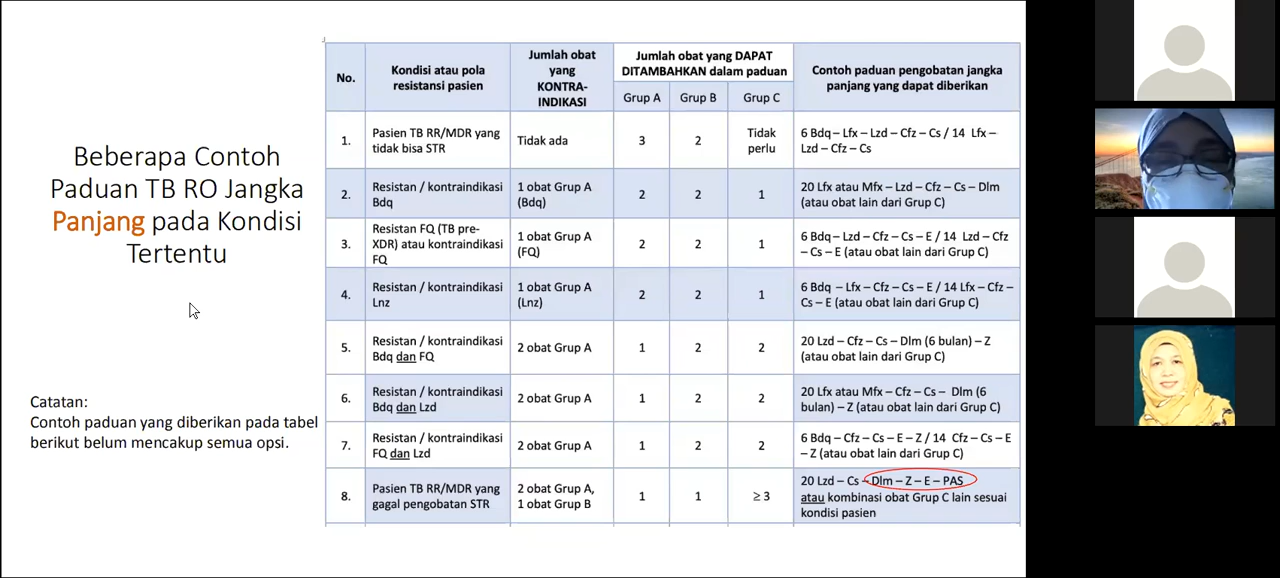 Beberapa Contoh
Paduan TB RO Jangka
Panjang pada Kondisi
Tertentu
Catatan:
Contoh paduan yang diberikan pada tabel
berikut belum mencakup semua opsi.
No.
Kondisi atau pola
resistansi pasien
Jumlah obat
yang
KONTRA-
INDIKASI
Jumlah obat yang DAPAT
DITAMBAHKAN dalam paduan
Grup A
Grup B
Grup C
Contoh paduan pengobatan jangka
panjang yang dapat diberikan
1.
Pasien TB RR/MDR yang
tidak bisa STR
Tidak ada
3
2
Tidak
perlu
6 Bdq – Lfx – Lzd – Cfz – Cs / 14 Lfx –
Lzd – Cfz – Cs
2.
Resistan / kontraindikasi
Bdq
1 obat Grup A
(Bdq)
2
2
1
20 Lfx atau Mfx – Lzd – Cfz – Cs – Dlm
(atau obat lain dari Grup C)
3.
Resistan FQ (TB pre-
XDR) atau kontraindikasi
FQ
1 obat Grup A
(FQ)
2
2
1
6 Bdq – Lzd – Cfz – Cs – E / 14 Lzd – Cfz
– Cs – E (atau obat lain dari Grup C)
4.
Resistan / kontraindikasi
Lnz
1 obat Grup A
(Lnz)
2
2
1
6 Bdq – Lfx – Cfz – Cs – E / 14 Lfx – Cfz –
Cs – E (atau obat lain dari Grup C)
5.
Resistan / kontraindikasi
Bdq dan FQ
2 obat Grup A
1
2
2
20 Lzd – Cfz – Cs – Dlm (6 bulan) – Z
(atau obat lain dari Grup C)
6.
Resistan / kontraindikasi
Bdq dan Lzd
2 obat Grup A
1
2
2
20 Lfx atau Mfx – Cfz – Cs – Dlm (6
bulan) – Z (atau obat lain dari Grup C)
7.
Resistan / kontraindikasi
FQ dan Lzd
2 obat Grup A
1
2
2
6 Bdq – Cfz – Cs – E – Z / 14 Cfz – Cs – E
– Z (atau obat lain dari Grup C)
8.
Pasien TB RR/MDR yang
gagal pengobatan STR
2 obat Grup A,
1 obat Grup B
1
1
≥ 3
20 Lzd – Cs – Dlm – Z – E – PAS
atau kombinasi obat Grup C lain sesuai
kondisi pasien